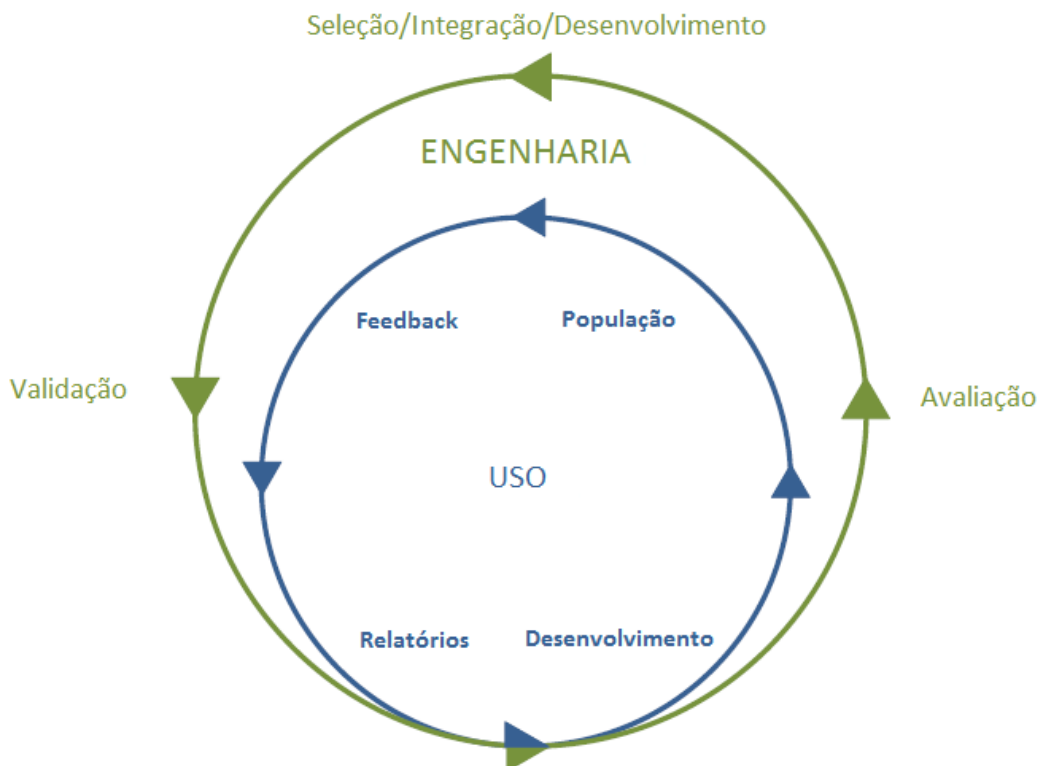 Seleção/Integração/Desenvolvimento
ENGENHARIA
Feedback
População
Validação
Avaliação
USO
Relatórios
Desenvolvimento